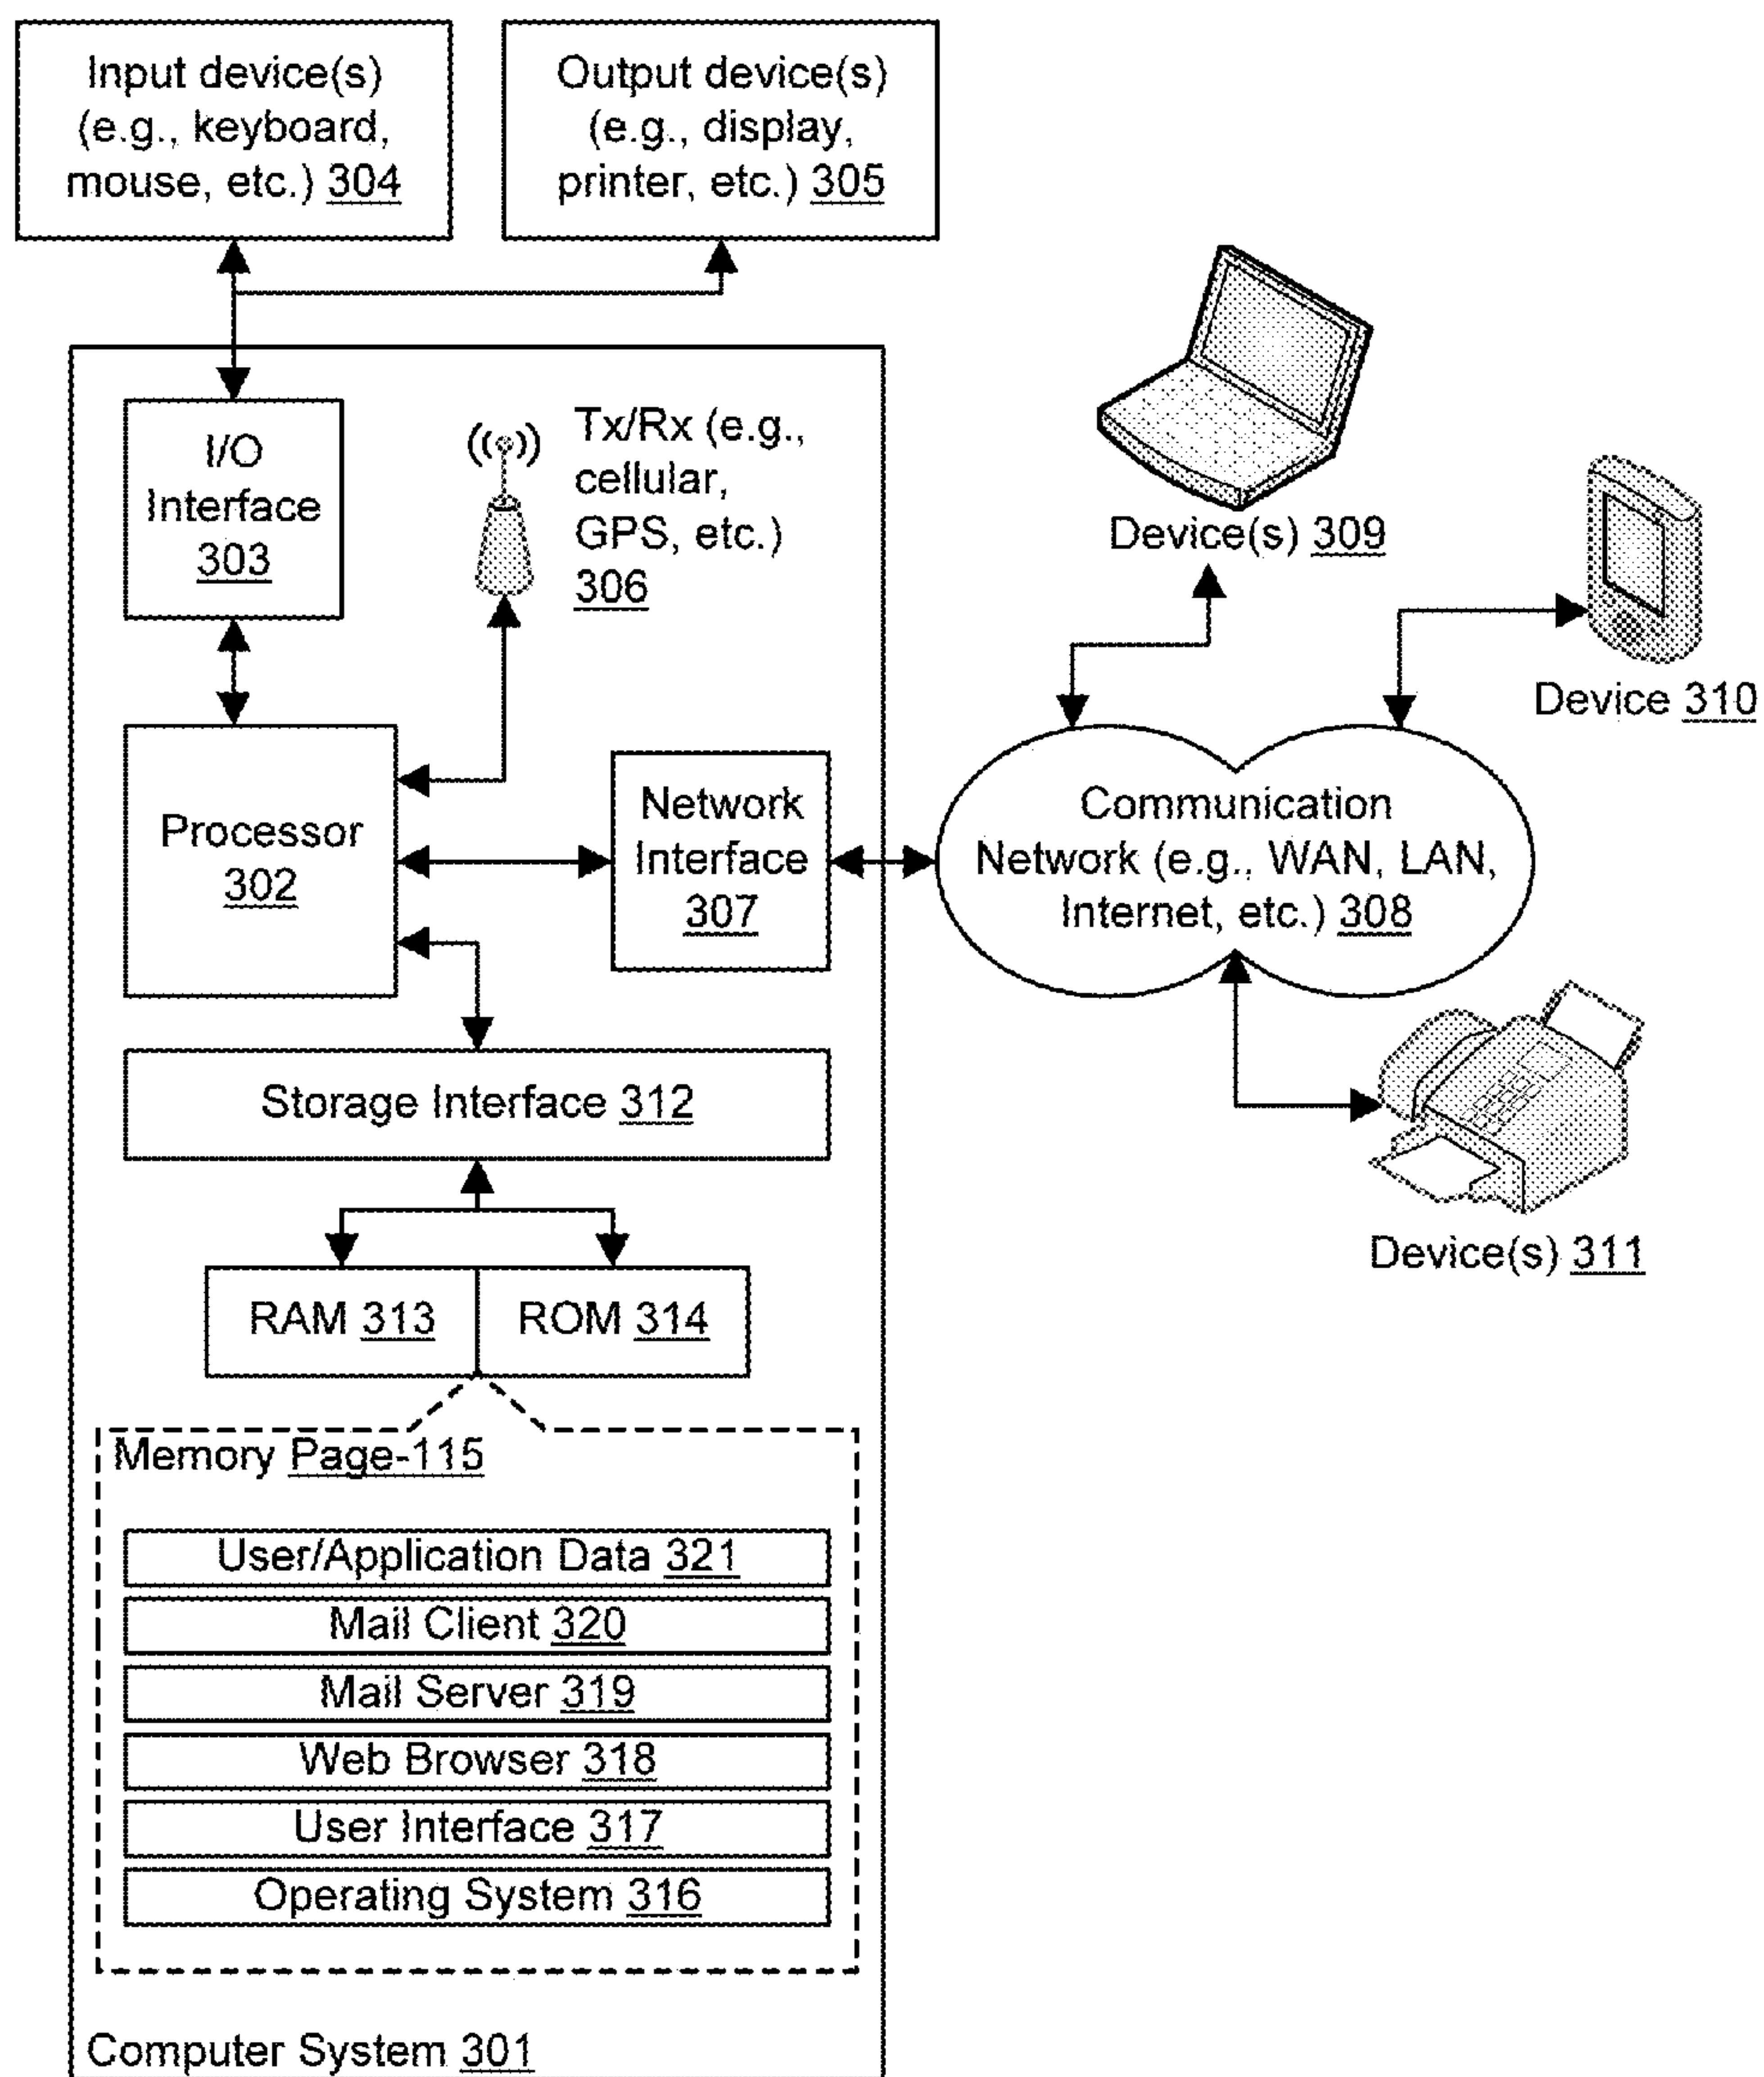 Input device(s)
(e.g., keyboard,
mouse, etc.) 304
Output device(s)
(e.g., display,
printer, etc.) 305
I/O
Interface
303
Tx/Rx (e.g.,
cellular,
GPS, etc.)
306
Device(s) 309
Device 310
Processor
302
Network
Interface
307
Communication
Network (e.g., WAN, LAN,
Internet, etc.) 308
Storage Interface 312
Device(s) 311
RAM 313
ROM 314
Memory Page-115
User/Application Data 321
Mail Client 320
Mail Server 319
Web Browser 318
User Interface 317
Operating System 316
Computer System 301